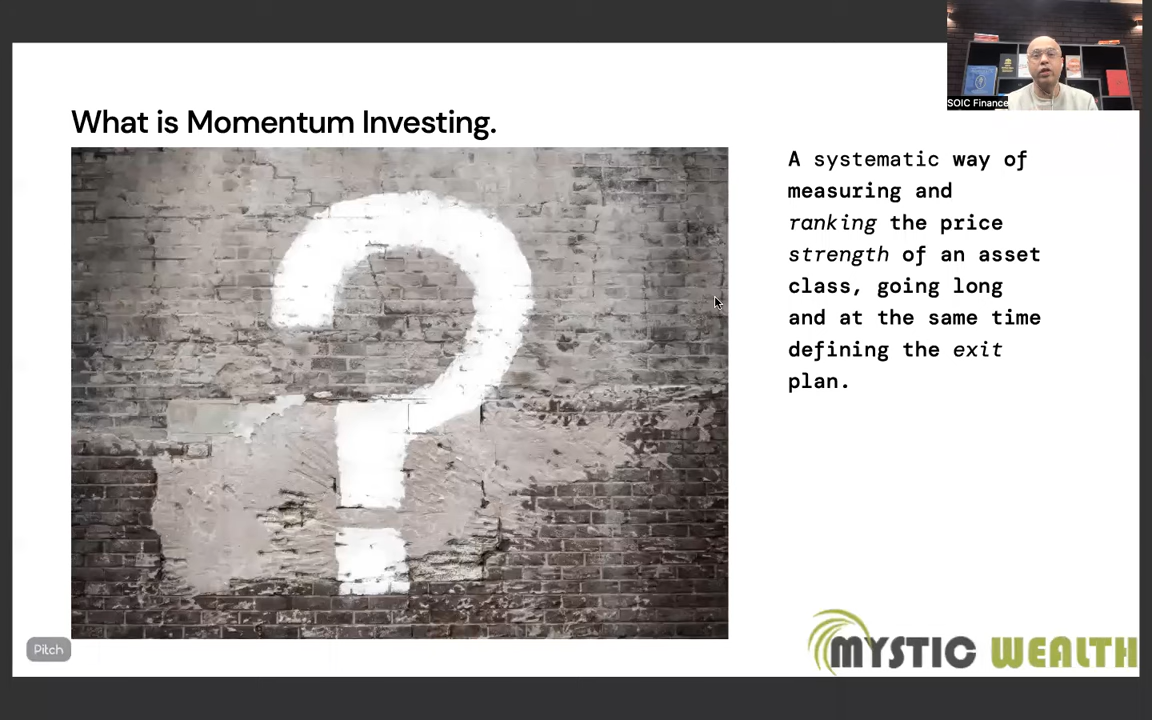 SOIC Finance
What is Momentum Investing.
A systematic way of
measuring and
ranking the price
strength of an asset
class, going long
and at the same time
defining the exit
plan.
Pitch
MYSTIC WEALTH